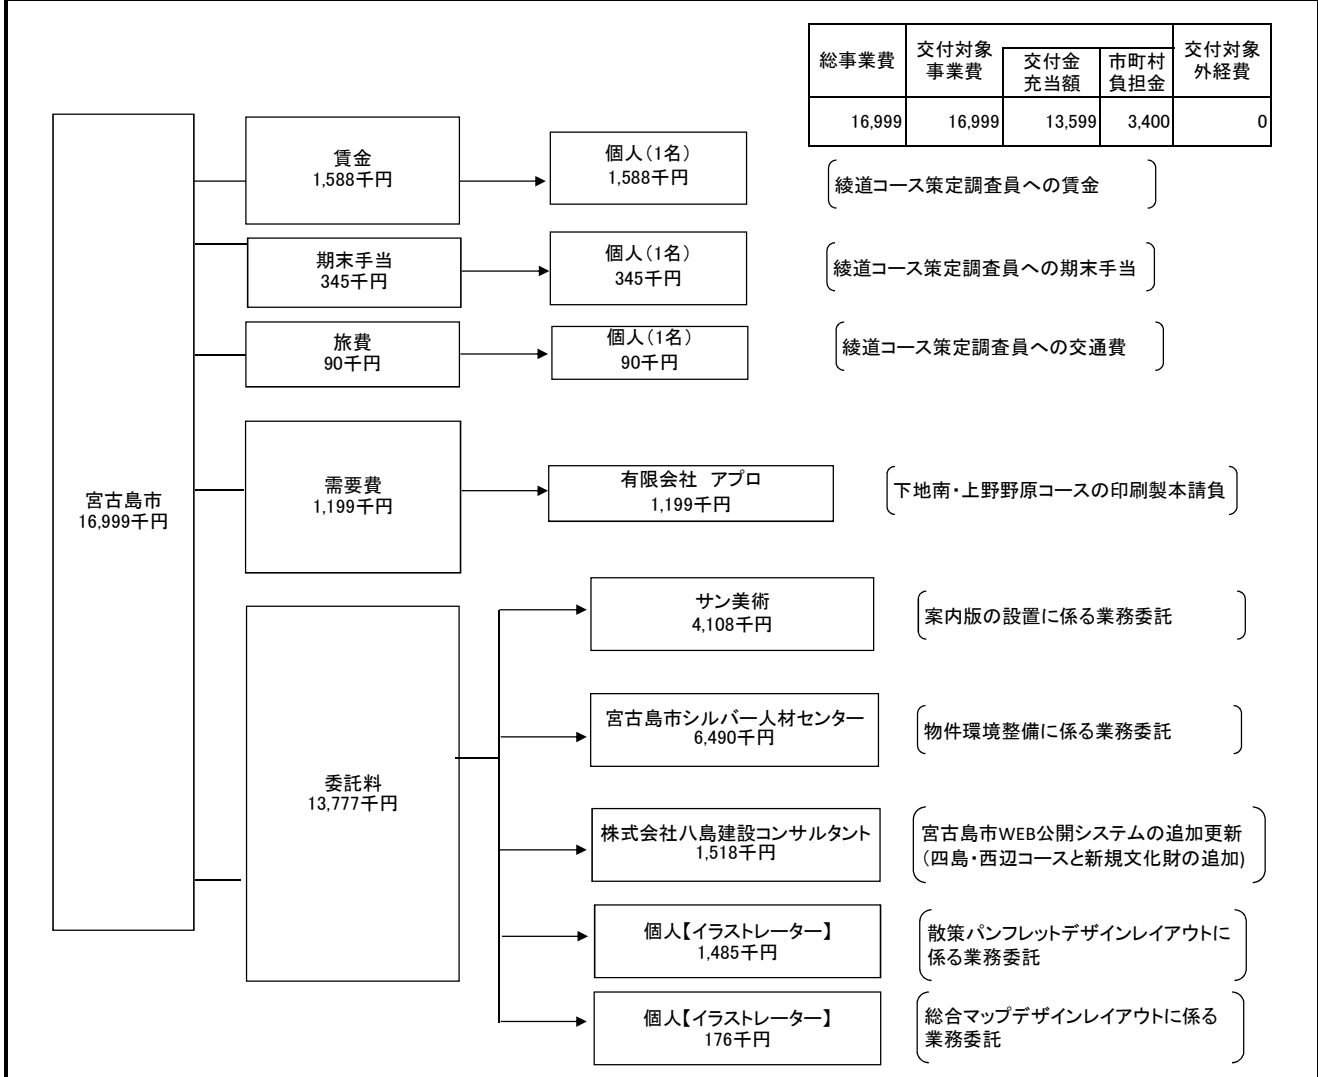 総事業費
交付対象
事業費
交付金
充当額
市町村
負担金
交付対象
外経費
16,999
16,999
13,599
3,400
0
宮古島市
16,999千円
賃金
1,588千円
個人(1名)
1,588千円
綾道コース策定調査員への賃金
期末手当
345千円
個人(1名)
345千円
綾道コース策定調査員への期末手当
旅費
90千円
個人(1名)
90千円
綾道コース策定調査員への交通費
需要費
1,199千円
有限会社 アプロ
1,199千円
下地南・上野野原コースの印刷製本請負
委託料
13,777千円
サン美術
4,108千円
案内版の設置に係る業務委託
宮古島市シルバー人材センター
6,490千円
物件環境整備に係る業務委託
株式会社八島建設コンサルタント
1,518千円
宮古島市WEB公開システムの追加更新
(四島・西辺コースと新規文化財の追加)
個人【イラストレーター】
1,485千円
散策パンフレットデザインレイアウトに
係る業務委託
個人【イラストレーター】
176千円
総合マップデザインレイアウトに係る
業務委託